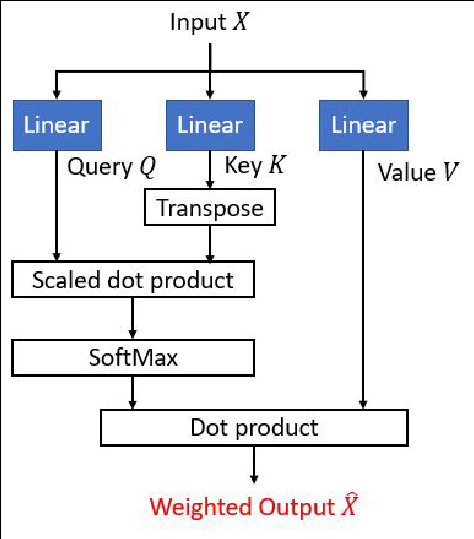 Input X
Linear Linear Linear
Query Q Key K Value V
Transpose
Scaled dot product
SoftMax
Dot product
Weighted Output X̂